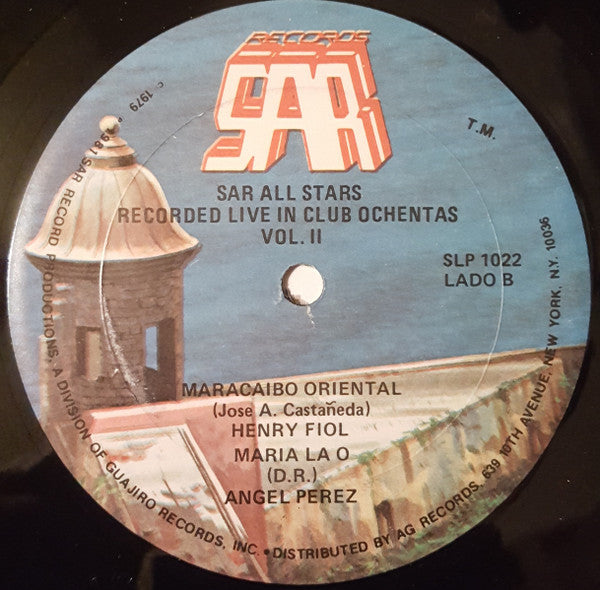 RECORDS
SAR
T.M.
SAR ALL STARS
RECORDED LIVE IN CLUB OCHENTAS
VOL. II
SLP 1022
LADO B
MARACAIBO ORIENTAL
(Jose A. Castañeda)
HENRY FIOL
MARIA LA O
(D.R.)
ANGEL PEREZ
© 1979 1981 SAR RECORD PRODUCTIONS, A DIVISION OF GUAJIRO RECORDS, INC. • DISTRIBUTED BY AG RECORDS, 639 10TH AVENUE, NEW YORK, N.Y. 10036